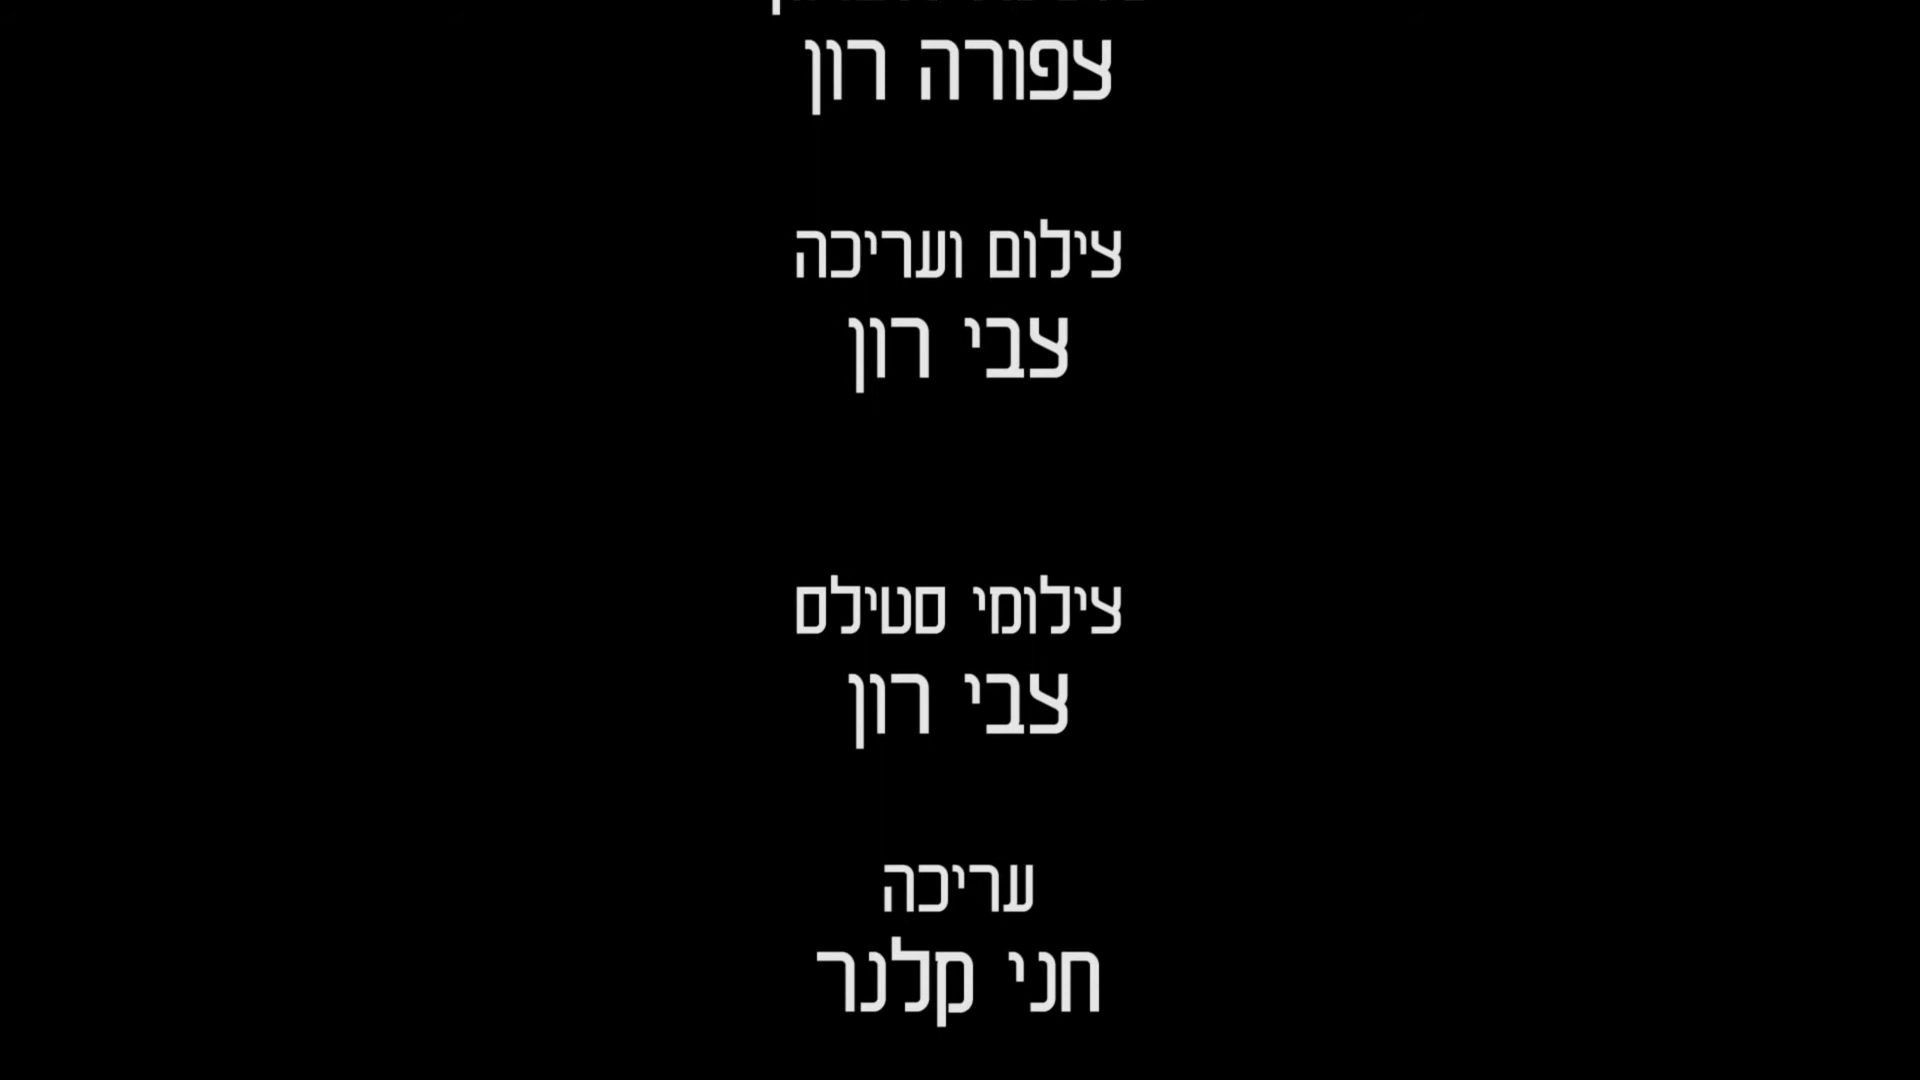 צפורה רון
צילום ועריכה
צבי רון
צילומי סטילס
צבי רון
עריכה
חני קלנר